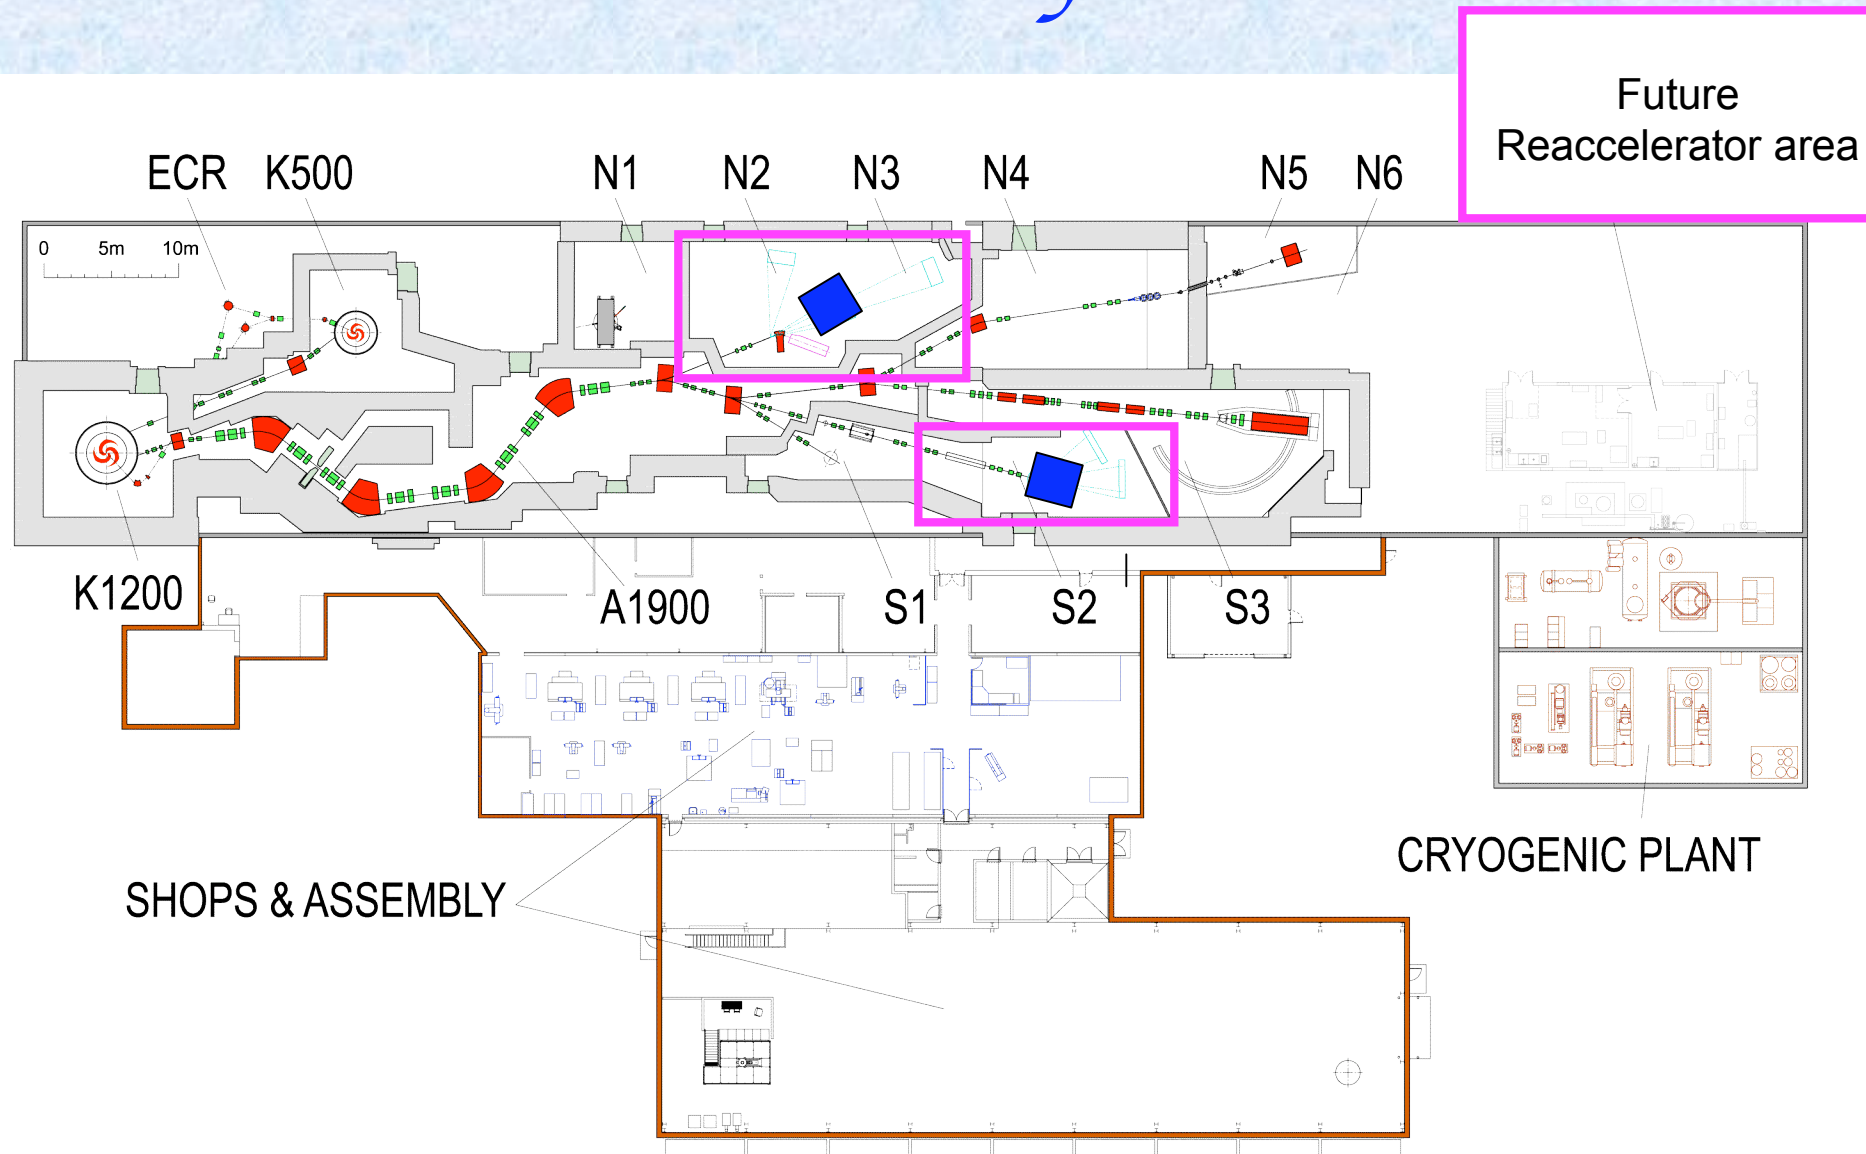 Future
Reaccelerator area
ECR K500 N1 N2 N3 N4 N5 N6
0 5m 10m
K1200 A1900 S1 S2 S3
CRYOGENIC PLANT
SHOPS & ASSEMBLY